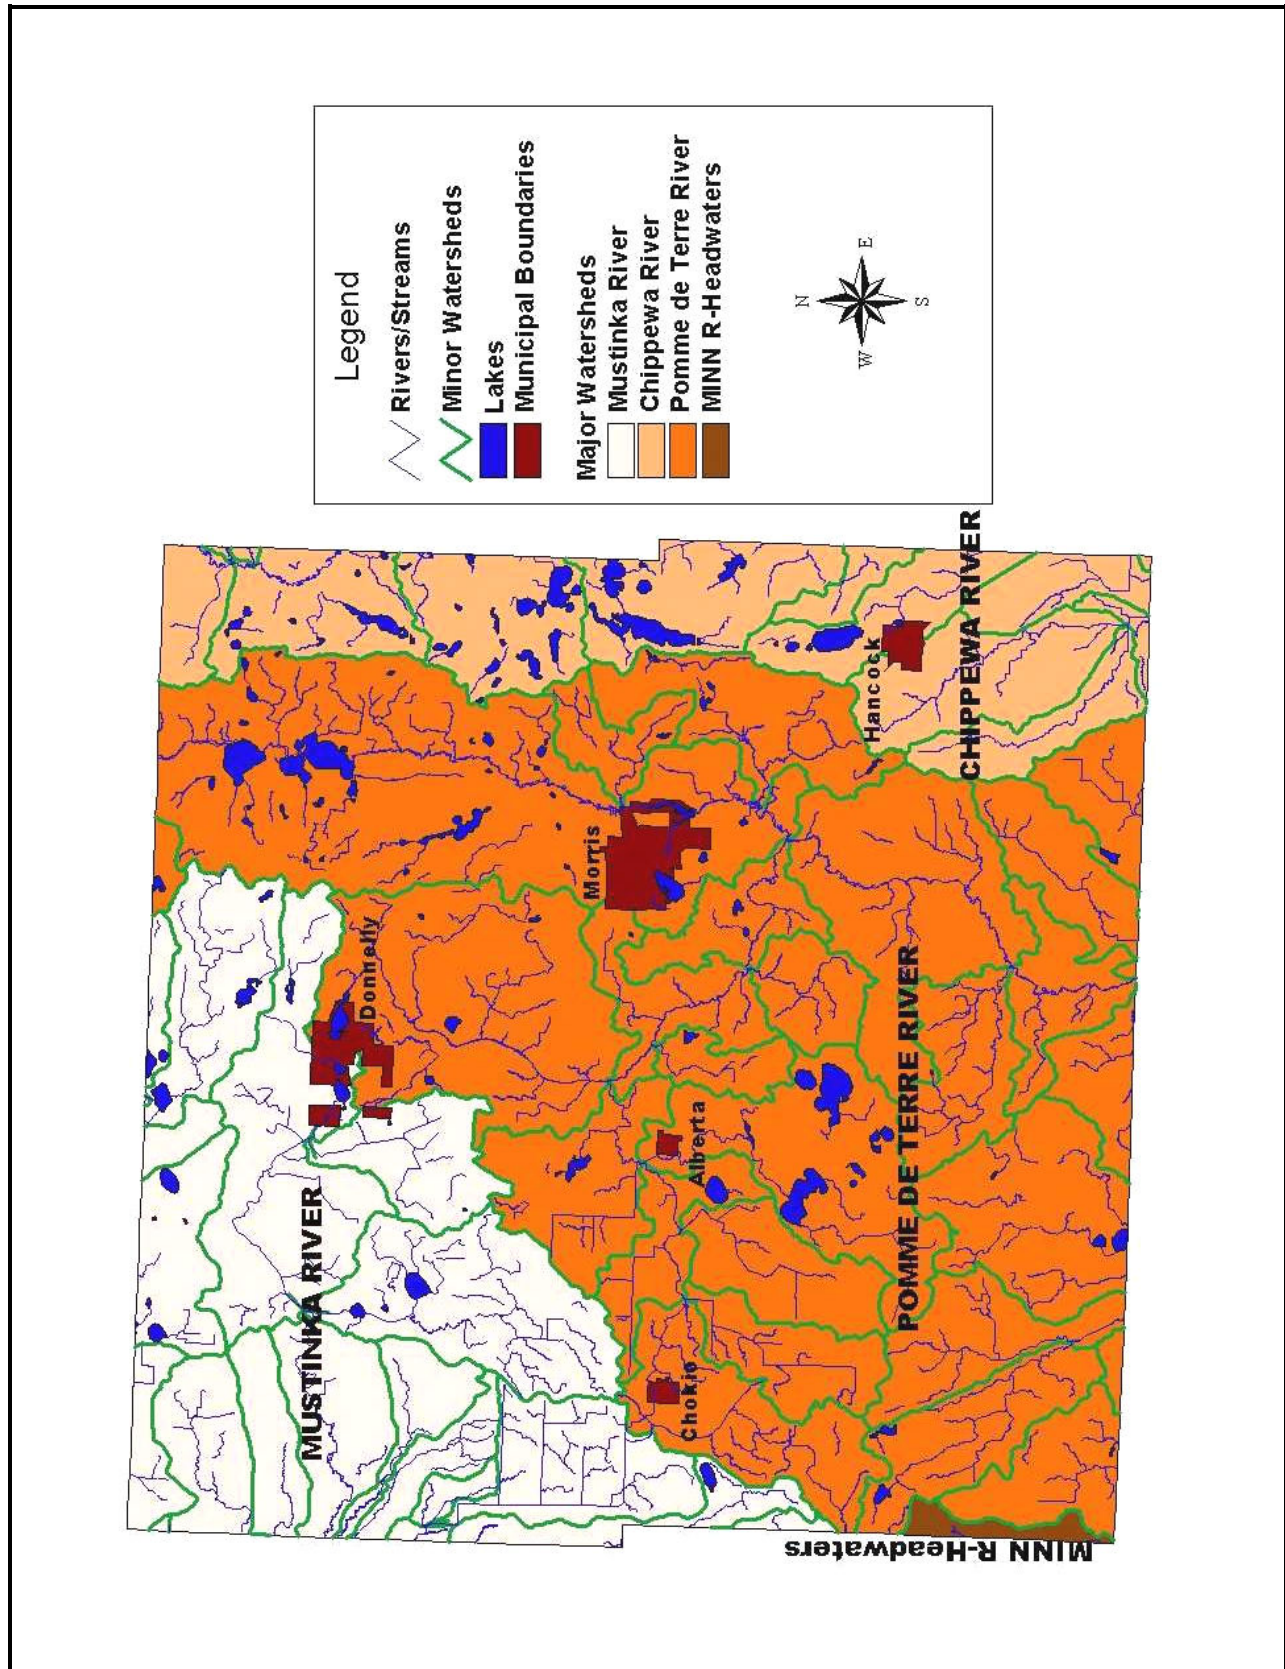 Legend
Rivers/Streams
Minor Watersheds
Lakes
Municipal Boundaries
Major Watersheds
Mustinka River
Chippewa River
Pomme de Terre River
MINN R-Headwaters
N
W
E
S
MUSTINKA RIVER
Donnelly
Morris
Hancock
Chokio
Alberta
POMME DE TERRE RIVER
CHIPPEWA RIVER
MINN R-Headwaters